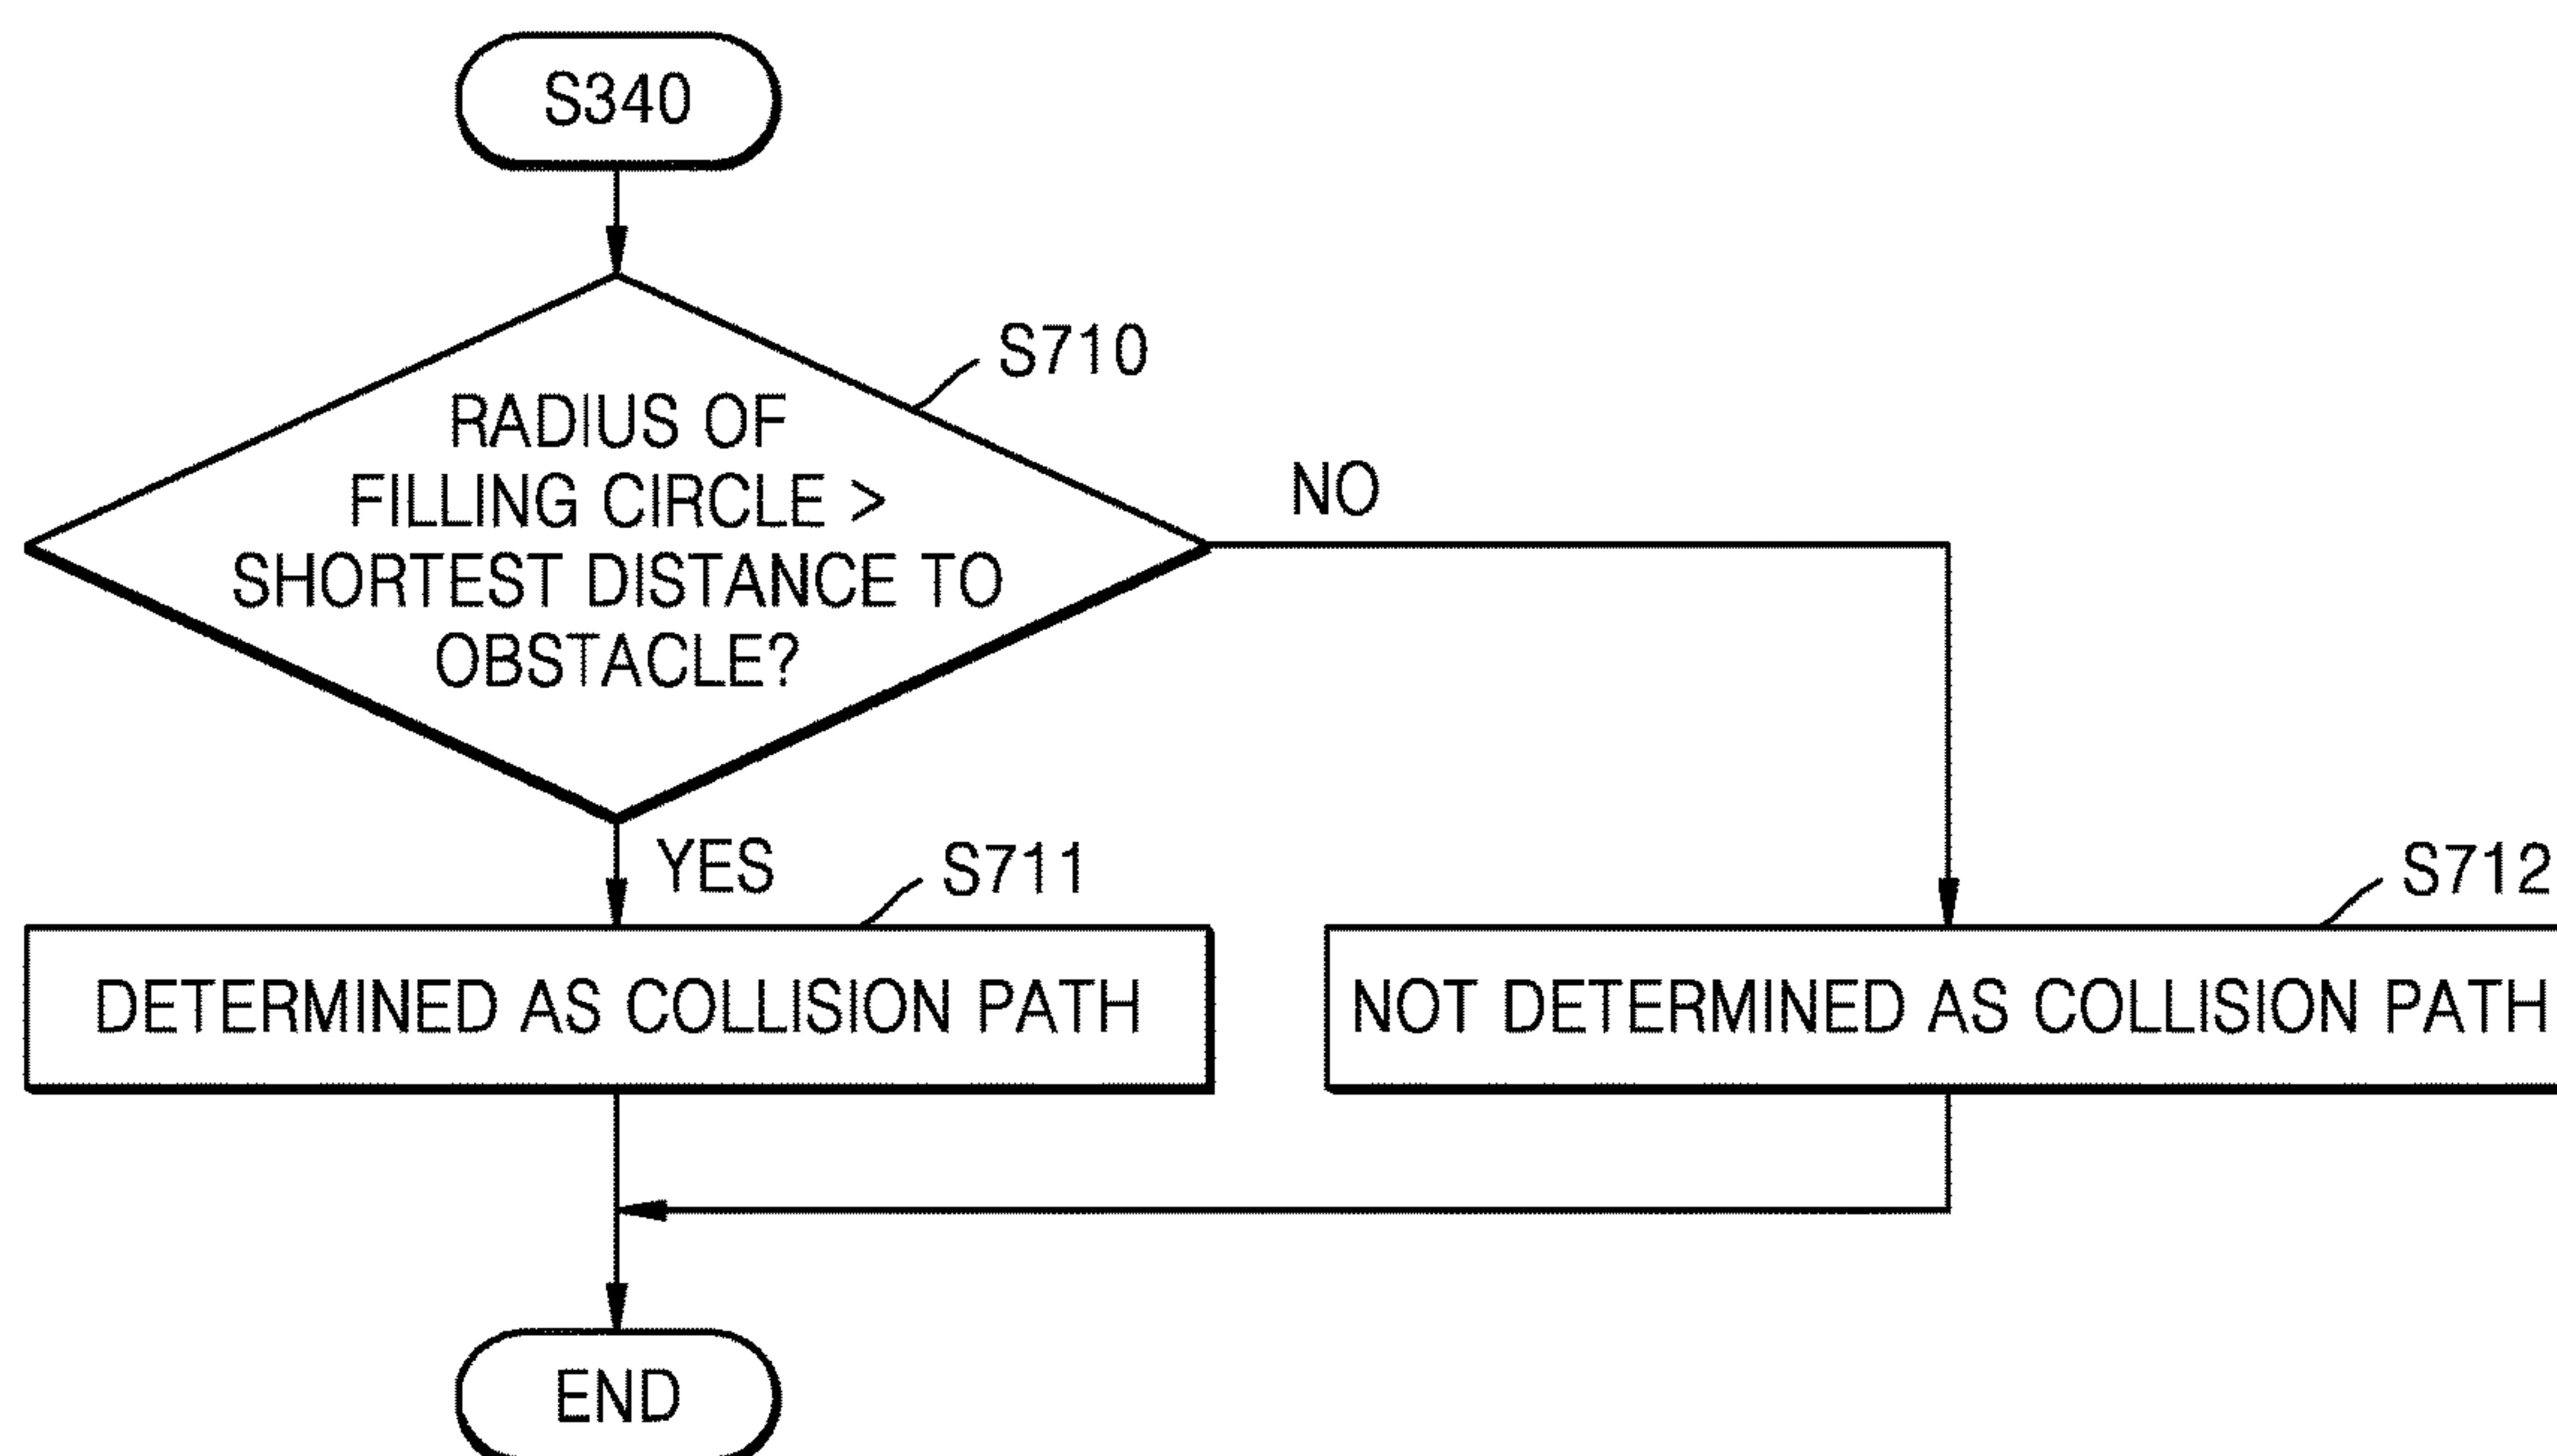 S340
S710
RADIUS OF
FILLING CIRCLE >
SHORTEST DISTANCE TO
OBSTACLE?
NO
YES
S711
S712
DETERMINED AS COLLISION PATH
NOT DETERMINED AS COLLISION PATH
END